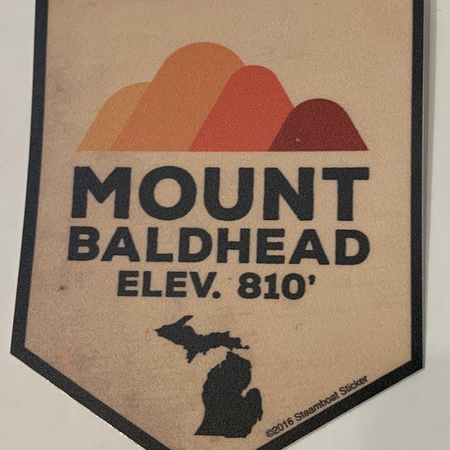 MOUNT
BALDHEAD
ELEV. 810'
©2016 Steamboat Sticker